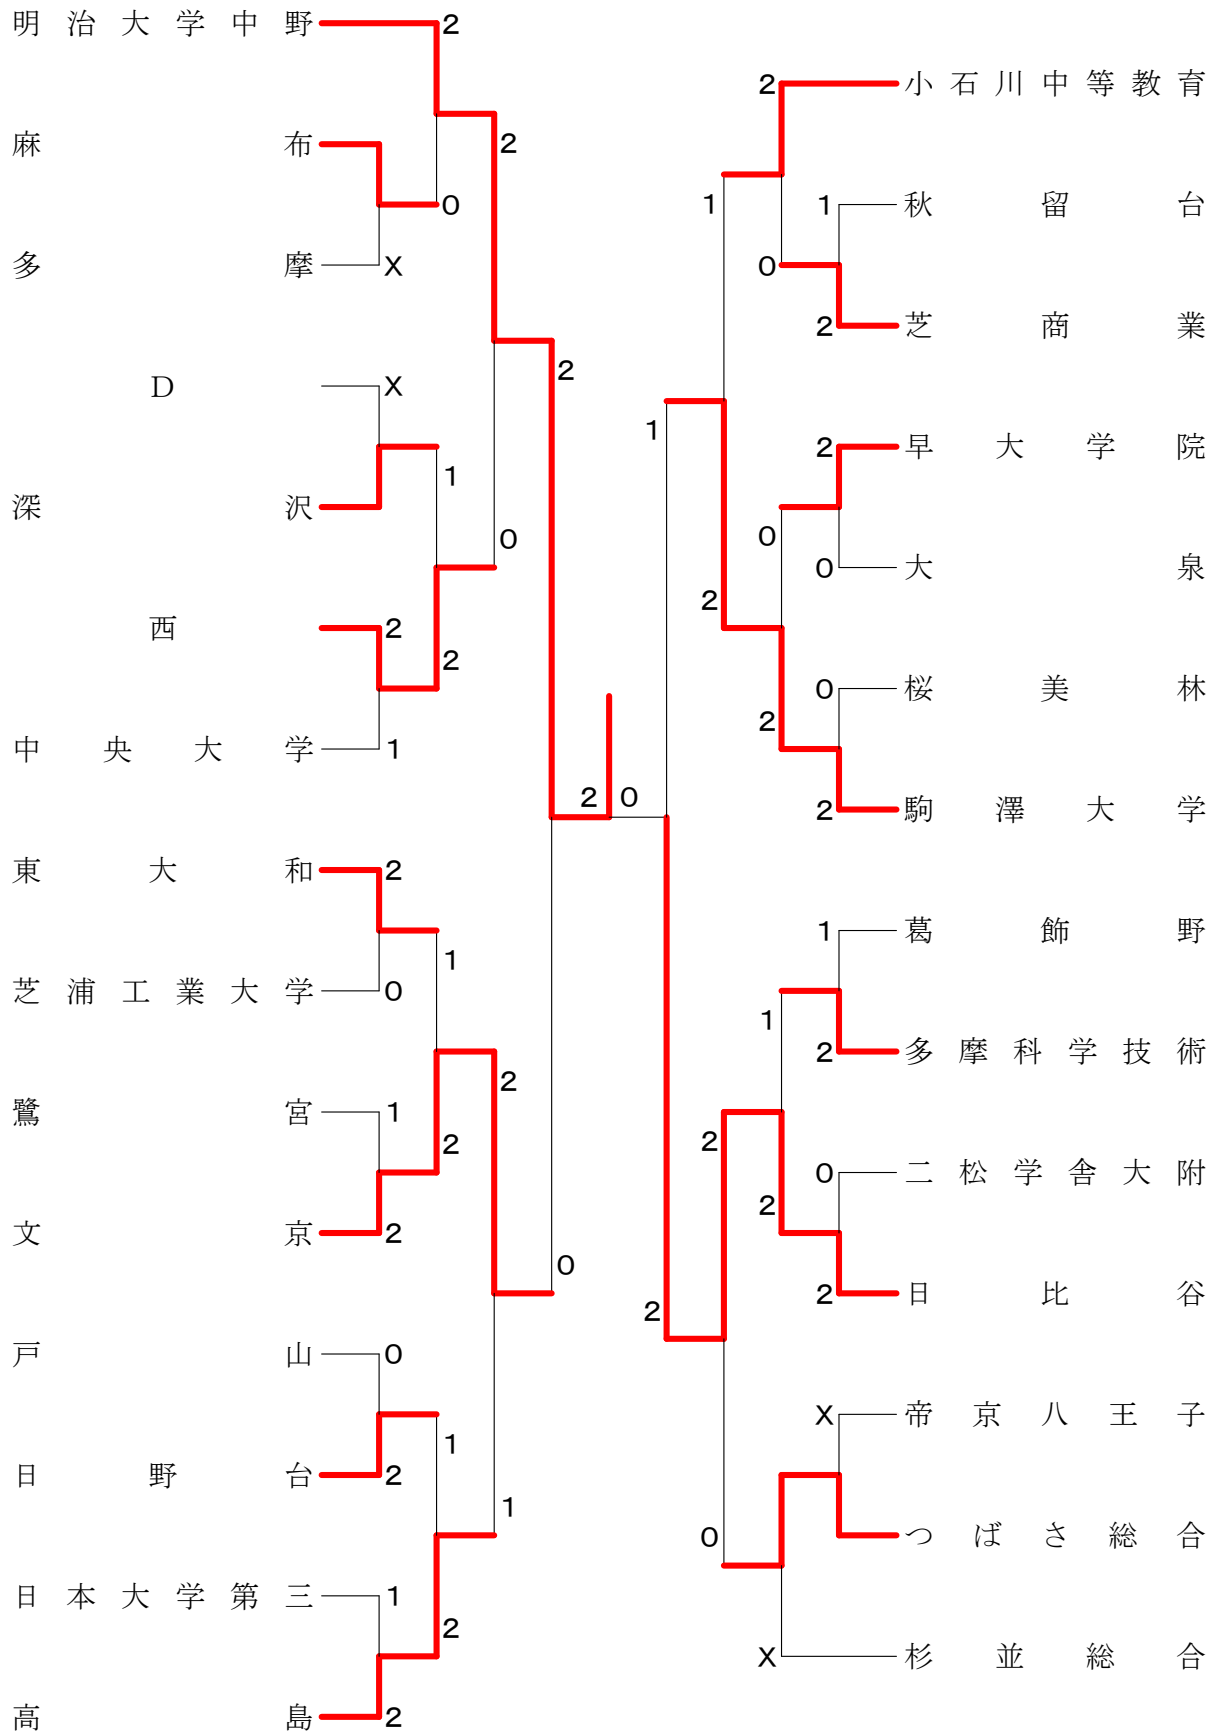 明治大学中野
2
麻布
2
0
多摩
X
D
X
2
1
深沢
0
西
2
2
中央大学
1
2
0
東大和
2
1
芝浦工業大学
0
2
鷺宮
1
2
文京
2
0
戸山
0
1
日野台
2
1
日本大学第三
1
2
高島
2
2
小石川中等教育
1
1
秋留台
0
2
芝商業
1
2
早大学院
0
0
大泉
2
0
桜美林
2
2
駒澤大学
1
葛飾野
1
2
多摩科学技術
2
0
二松学舎大附
2
2
日比谷
2
X
帝京八王子
0
つばさ総合
X
杉並総合